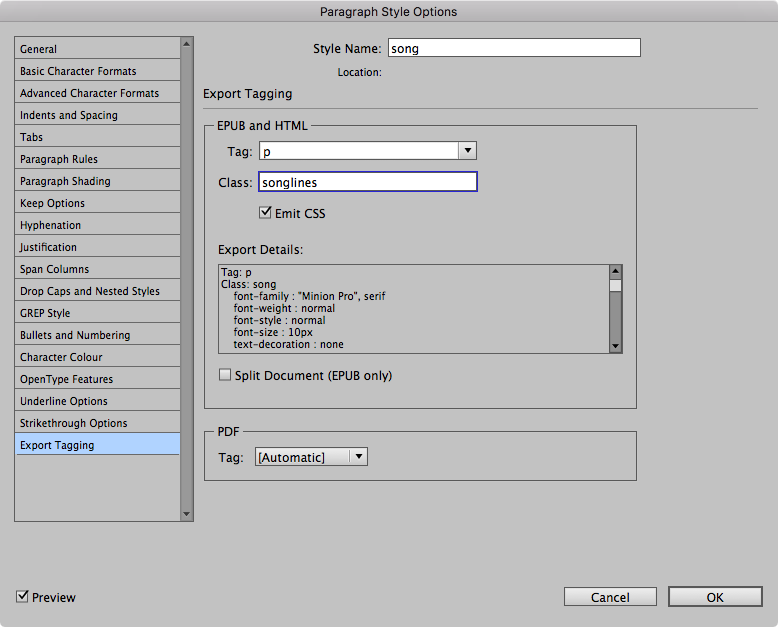 Paragraph Style Options
General
Basic Character Formats
Advanced Character Formats
Indents and Spacing
Tabs
Paragraph Rules
Paragraph Shading
Keep Options
Hyphenation
Justification
Span Columns
Drop Caps and Nested Styles
GREP Style
Bullets and Numbering
Character Colour
OpenType Features
Underline Options
Strikethrough Options
Export Tagging
Style Name: song
Location:
Export Tagging
EPUB and HTML
Tag: p
Class: songlines
Emit CSS
Export Details:
Tag: p
Class: song
font-family : "Minion Pro", serif
font-weight : normal
font-style : normal
font-size : 10px
text-decoration : none
Split Document (EPUB only)
PDF
Tag: [Automatic]
Preview
Cancel
OK